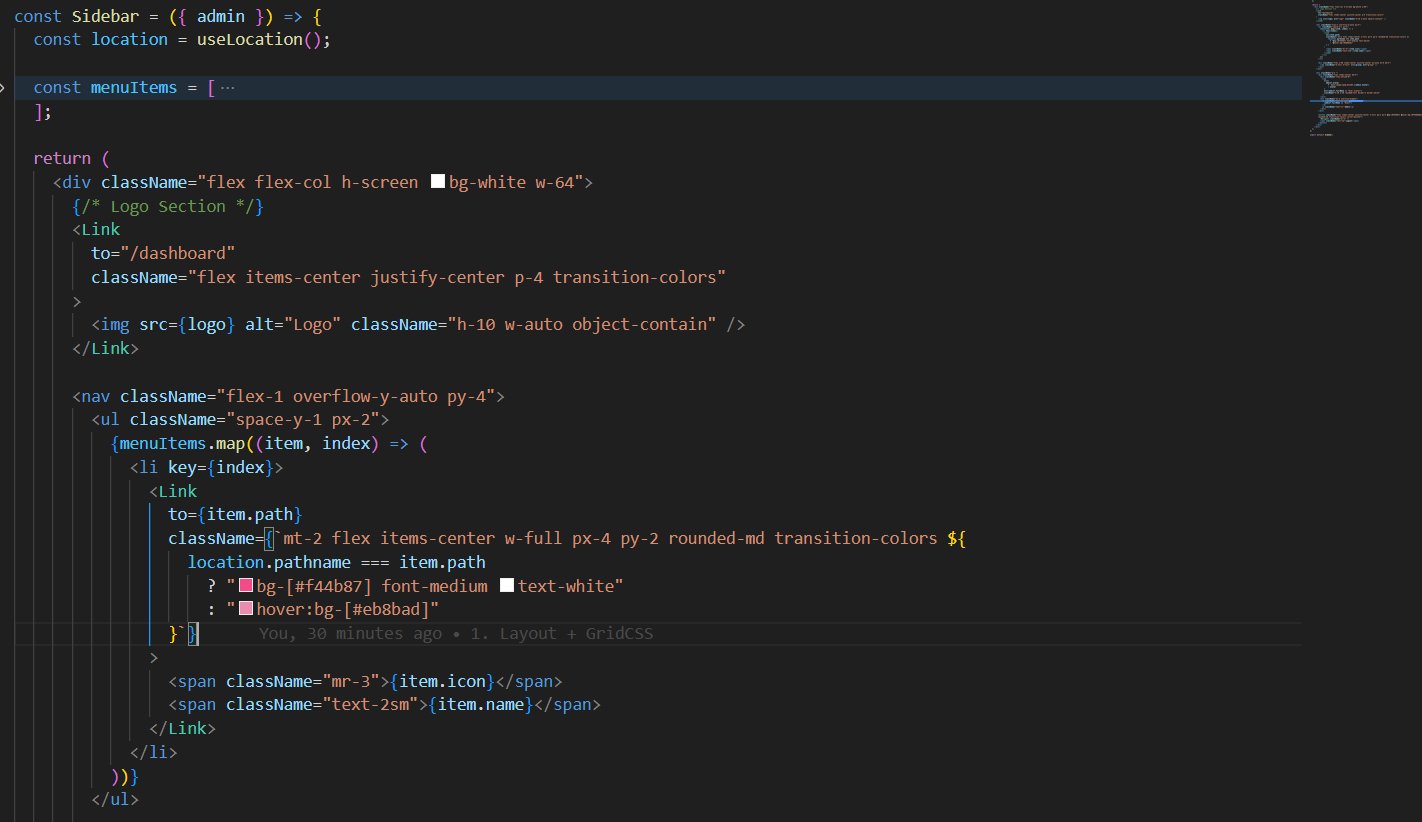 const Sidebar = ({ admin }) => {
  const location = useLocation();

  const menuItems = [ ···
  ];

  return (
    <div className="flex flex-col h-screen bg-white w-64">
      {/* Logo Section */}
      <Link
        to="/dashboard"
        className="flex items-center justify-center p-4 transition-colors"
      >
        <img src={logo} alt="Logo" className="h-10 w-auto object-contain" />
      </Link>

      <nav className="flex-1 overflow-y-auto py-4">
        <ul className="space-y-1 px-2">
          {menuItems.map((item, index) => (
            <li key={index}>
              <Link
                to={item.path}
                className={`mt-2 flex items-center w-full px-4 py-2 rounded-md transition-colors ${
                  location.pathname === item.path
                    ? "bg-[#f44b87] font-medium text-white"
                    : "hover:bg-[#eb8bad]"
                }`}      You, 30 minutes ago • 1. Layout + GridCSS
              >
                <span className="mr-3">{item.icon}</span>
                <span className="text-2sm">{item.name}</span>
              </Link>
            </li>
          ))}
        </ul>